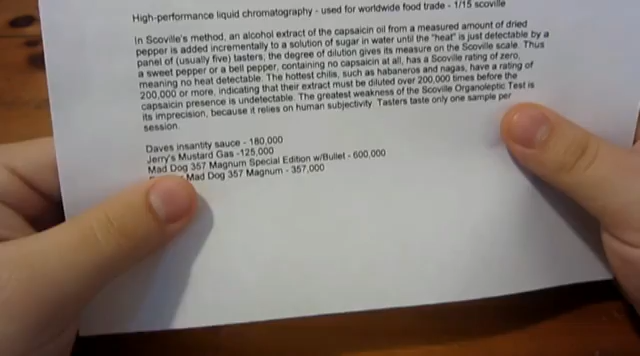 High-performance liquid chromatography - used for worldwide food trade - 1/15 scoville
In Scoville's method, an alcohol extract of the capsaicin oil from a measured amount of dried
pepper is added incrementally to a solution of sugar in water until the "heat" is just detectable by a
panel of (usually five) tasters, the degree of dilution gives its measure on the Scoville scale. Thus
a sweet pepper or a bell pepper, containing no capsaicin at all, has a Scoville rating of zero,
meaning no heat detectable. The hottest chilis, such as habaneros and nagas, have a rating of
200,000 or more, indicating that their extract must be diluted over 200,000 times before the
capsaicin presence is undetectable. The greatest weakness of the Scoville Organoleptic Test is
its imprecision, because it relies on human subjectivity. Tasters taste only one sample per
session.
Daves insantity sauce - 180,000
Jerry's Mustard Gas -125,000
Mad Dog 357 Magnum Special Edition w/Bullet - 600,000
Mad Dog 357 Magnum - 357,000